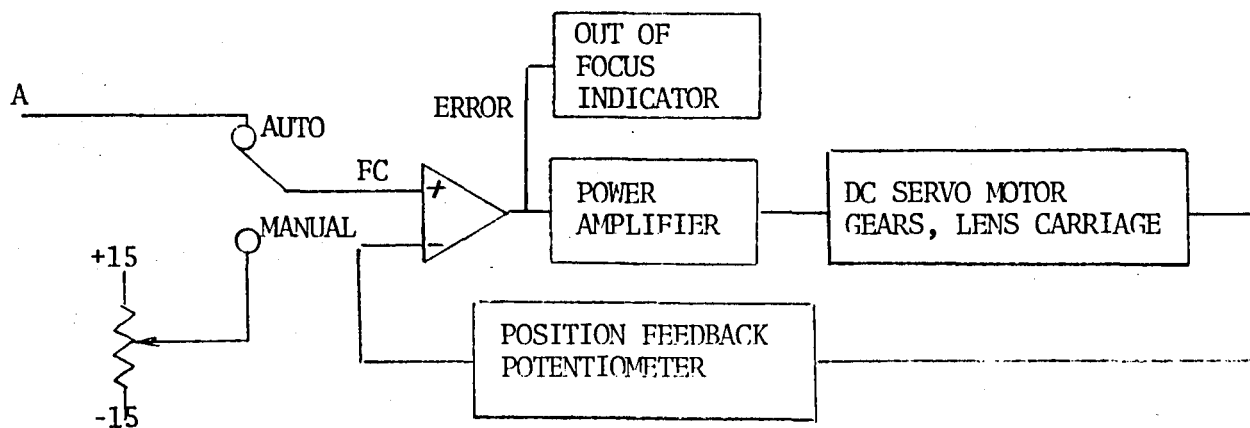 OUT OF
FOCUS
INDICATOR
A
ERROR
AUTO
FC
+
-
POWER
AMPLIFIER
DC SERVO MOTOR
GEARS, LENS CARRIAGE
MANUAL
+15
POSITION FEEDBACK
POTENTIOMETER
-15